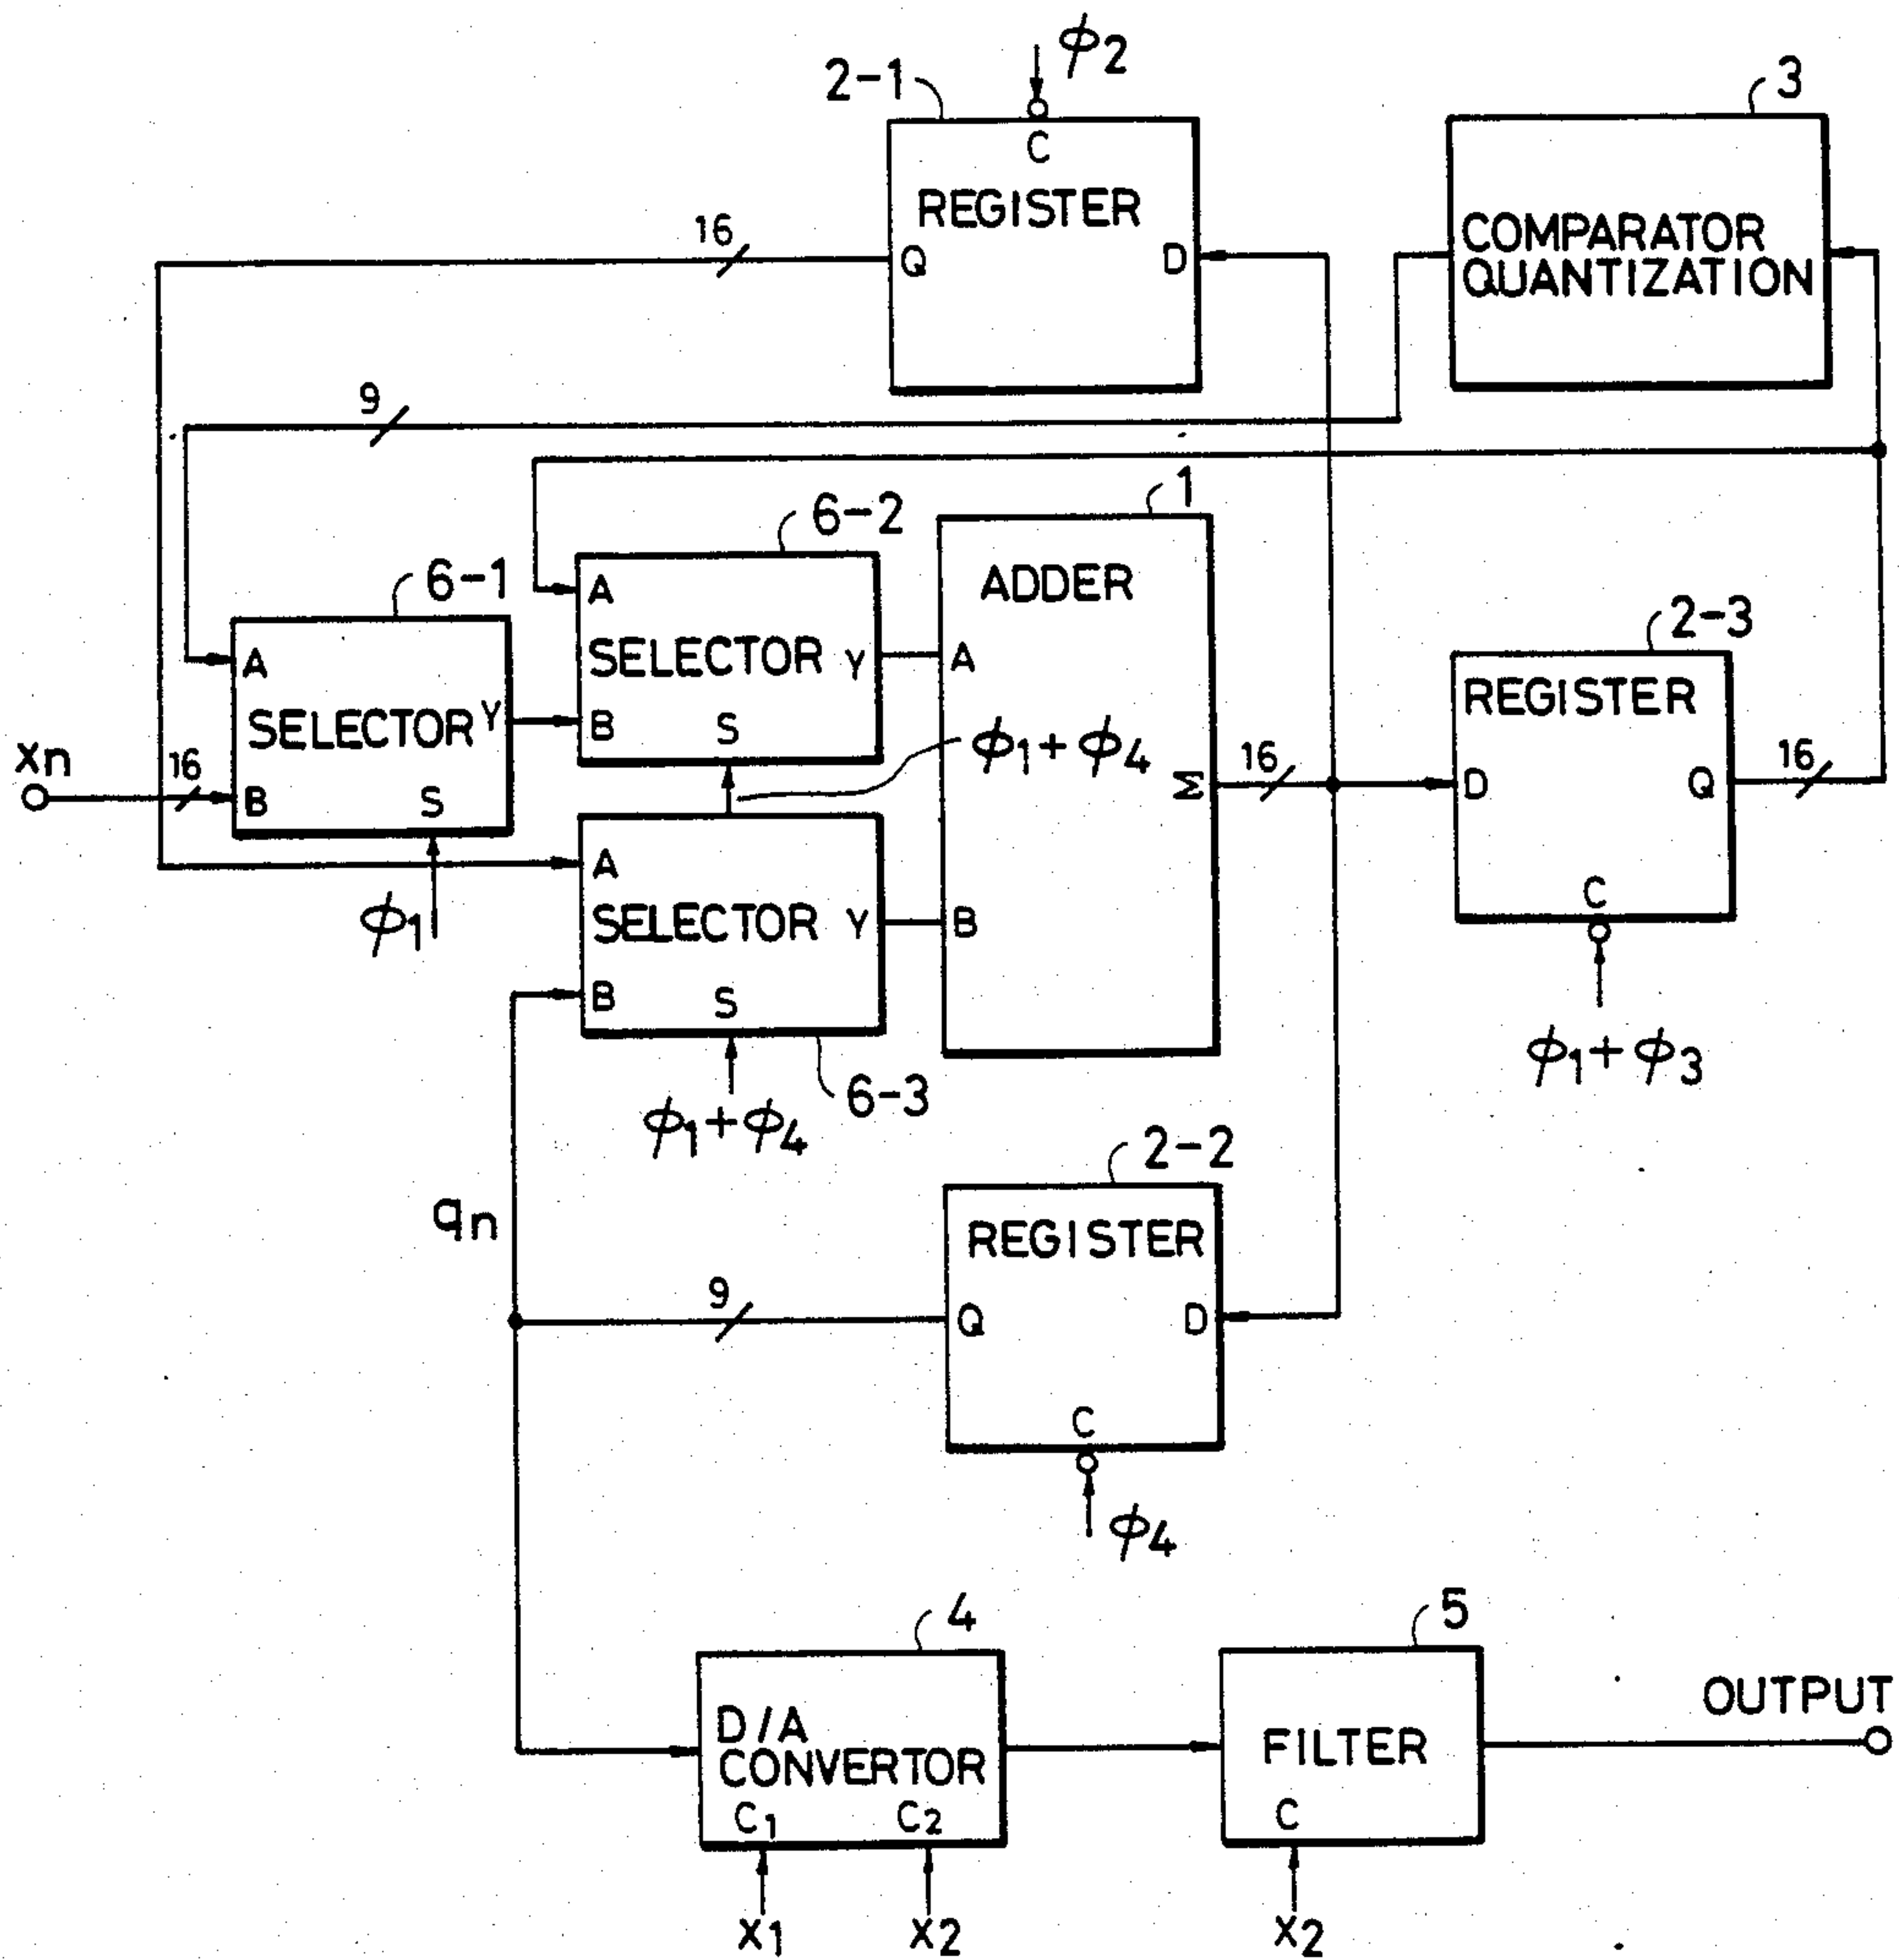 ϕ2
2-1
3
C
REGISTER
Q
D
16
COMPARATOR
QUANTIZATION
9
6-2
1
6-1
A
SELECTOR
Y
B
S
ADDER
A
2-3
REGISTER
A
SELECTOR
Y
B
S
ϕ1+ϕ4
xn
16
Σ
16
D
Q
16
C
ϕ1
A
SELECTOR
Y
B
B
S
ϕ1+ϕ3
ϕ1+ϕ4
6-3
2-2
qn
REGISTER
9
Q
D
C
ϕ4
4
5
D/A
CONVERTOR
C1
C2
FILTER
C
OUTPUT
X1
X2
X2